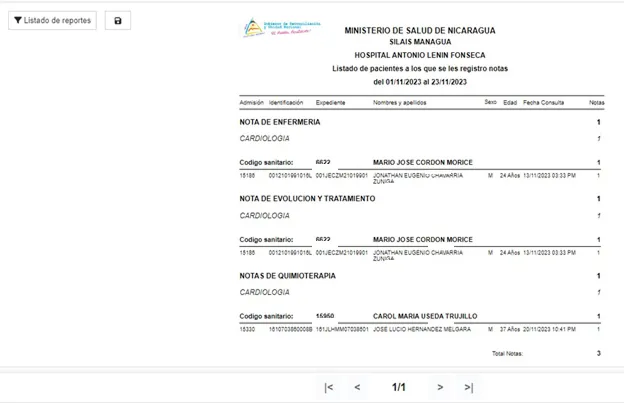 Listado de reportes
Gobierno de Reconciliación
y Unidad Nacional
MINISTERIO DE SALUD DE NICARAGUA
SILAIS MANAGUA
HOSPITAL ANTONIO LENIN FONSECA
Listado de pacientes a los que se les registro notas
del 01/11/2023 al 23/11/2023
Admisión Identificación Expediente Nombres y apellidos Sexo Edad Fecha Consulta Notas
NOTA DE ENFERMERIA 1
CARDIOLOGIA 1
Codigo sanitario: 6622 MARIO JOSE CORDON MORICE 1
15186 0012101991016L 001JECZM21019901 JONATHAN EUGENIO CHAVARRIA M 24 Años 13/11/2023 03:33 PM 1
ZUNIGA
NOTA DE EVOLUCION Y TRATAMIENTO 1
CARDIOLOGIA 1
Codigo sanitario: 6622 MARIO JOSE CORDON MORICE 1
15186 0012101991016L 001JECZM21019901 JONATHAN EUGENIO CHAVARRIA M 24 Años 13/11/2023 03:33 PM 1
ZUNIGA
NOTAS DE QUIMIOTERAPIA 1
CARDIOLOGIA 1
Codigo sanitario: 15950 CAROL MARIA USEDA TRUJILLO 1
15330 1610703860008B 161JLHMM07038601 JOSE LUCIO HERNANDEZ MELGARA M 37 Años 20/11/2023 10:41 PM 1
Total Notas: 3
|< < 1/1 > >|